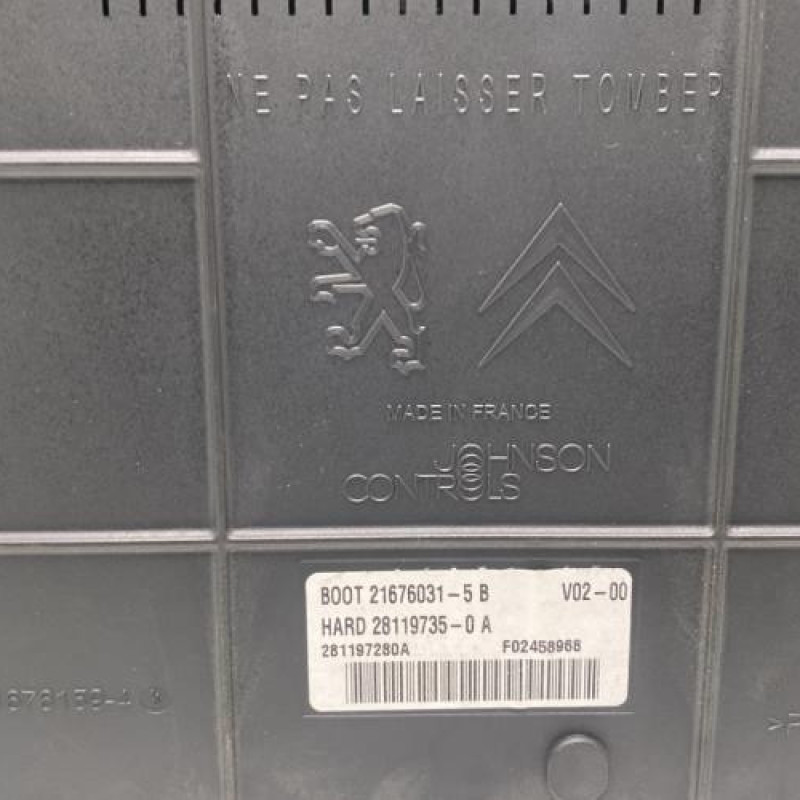 NE PAS LAISSER TOMBER
MADE IN FRANCE
JOHNSON
CONTROLS
BOOT 21676031-5 B V02-00
HARD 28119735-0 A
281197280A F02458968